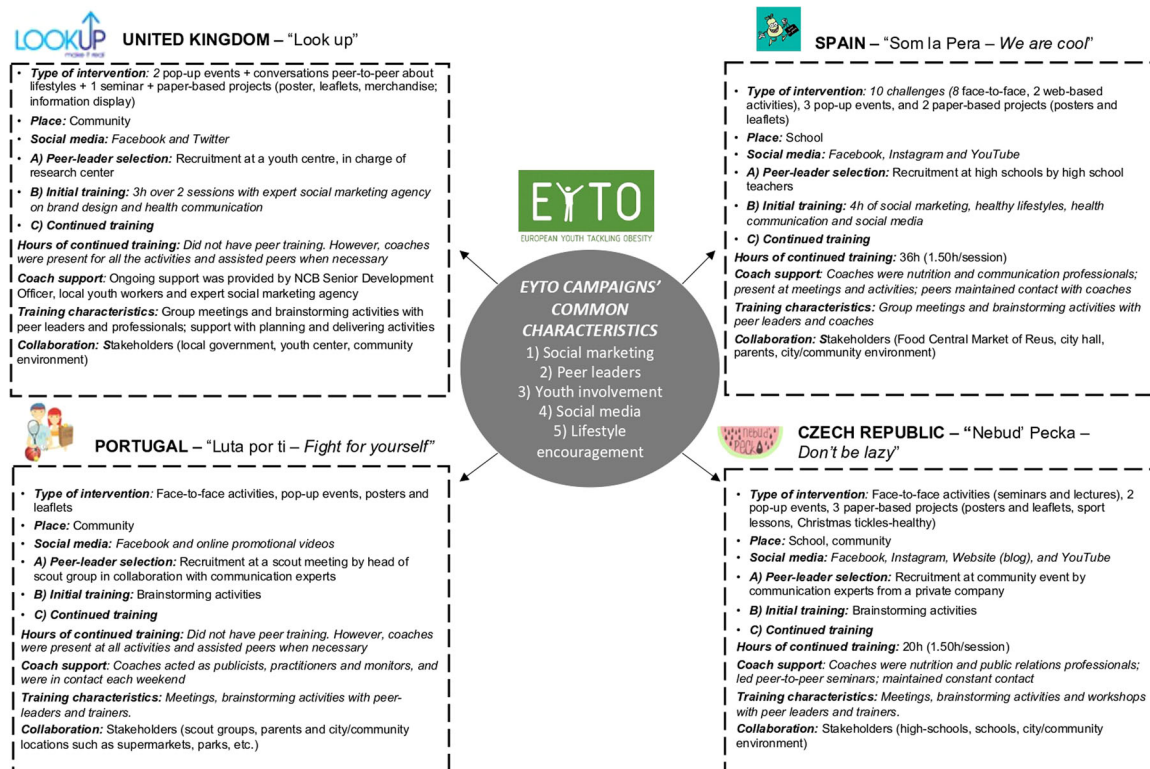 LOOKUP
make it real
UNITED KINGDOM – “Look up”
• Type of intervention: 2 pop-up events + conversations peer-to-peer about
lifestyles + 1 seminar + paper-based projects (poster, leaflets, merchandise;
information display)
• Place: Community
• Social media: Facebook and Twitter
• A) Peer-leader selection: Recruitment at a youth centre, in charge of
research center
• B) Initial training: 3h over 2 sessions with expert social marketing agency
on brand design and health communication
• C) Continued training
Hours of continued training: Did not have peer training. However, coaches
were present for all the activities and assisted peers when necessary
Coach support: Ongoing support was provided by NCB Senior Development
Officer, local youth workers and expert social marketing agency
Training characteristics: Group meetings and brainstorming activities with
peer leaders and professionals; support with planning and delivering activities
Collaboration: Stakeholders (local government, youth center, community
environment)
SPAIN – “Som la Pera – We are cool”
• Type of intervention: 10 challenges (8 face-to-face, 2 web-based
activities), 3 pop-up events, and 2 paper-based projects (posters and
leaflets)
• Place: School
• Social media: Facebook, Instagram and YouTube
• A) Peer-leader selection: Recruitment at high schools by high school
teachers
• B) Initial training: 4h of social marketing, healthy lifestyles, health
communication and social media
• C) Continued training
Hours of continued training: 36h (1.50h/session)
Coach support: Coaches were nutrition and communication professionals;
present at meetings and activities; peers maintained contact with coaches
Training characteristics: Group meetings and brainstorming activities with
peer leaders and coaches
Collaboration: Stakeholders (Food Central Market of Reus, city hall,
parents, city/community environment)
EYTO
EUROPEAN YOUTH TACKLING OBESITY
EYTO CAMPAIGNS’
COMMON
CHARACTERISTICS
1) Social marketing
2) Peer leaders
3) Youth involvement
4) Social media
5) Lifestyle
encouragement
PORTUGAL – “Luta por ti – Fight for yourself”
• Type of intervention: Face-to-face activities, pop-up events, posters and
leaflets
• Place: Community
• Social media: Facebook and online promotional videos
• A) Peer-leader selection: Recruitment at a scout meeting by head of
scout group in collaboration with communication experts
• B) Initial training: Brainstorming activities
• C) Continued training
Hours of continued training: Did not have peer training. However, coaches
were present at all activities and assisted peers when necessary
Coach support: Coaches acted as publicists, practitioners and monitors, and
were in contact each weekend
Training characteristics: Meetings, brainstorming activities with peer-
leaders and trainers.
Collaboration: Stakeholders (scout groups, parents and city/community
locations such as supermarkets, parks, etc.)
nebuď
PECKA
CZECH REPUBLIC – “Nebud’ Pecka –
Don’t be lazy”
• Type of intervention: Face-to-face activities (seminars and lectures), 2
pop-up events, 3 paper-based projects (posters and leaflets, sport
lessons, Christmas tickles-healthy)
• Place: School, community
• Social media: Facebook, Instagram, Website (blog), and YouTube
• A) Peer-leader selection: Recruitment at community event by
communication experts from a private company
• B) Initial training: Brainstorming activities
• C) Continued training
Hours of continued training: 20h (1.50h/session)
Coach support: Coaches were nutrition and public relations professionals;
led peer-to-peer seminars; maintained constant contact
Training characteristics: Meetings, brainstorming activities and workshops
with peer leaders and trainers.
Collaboration: Stakeholders (high-schools, schools, city/community
environment)